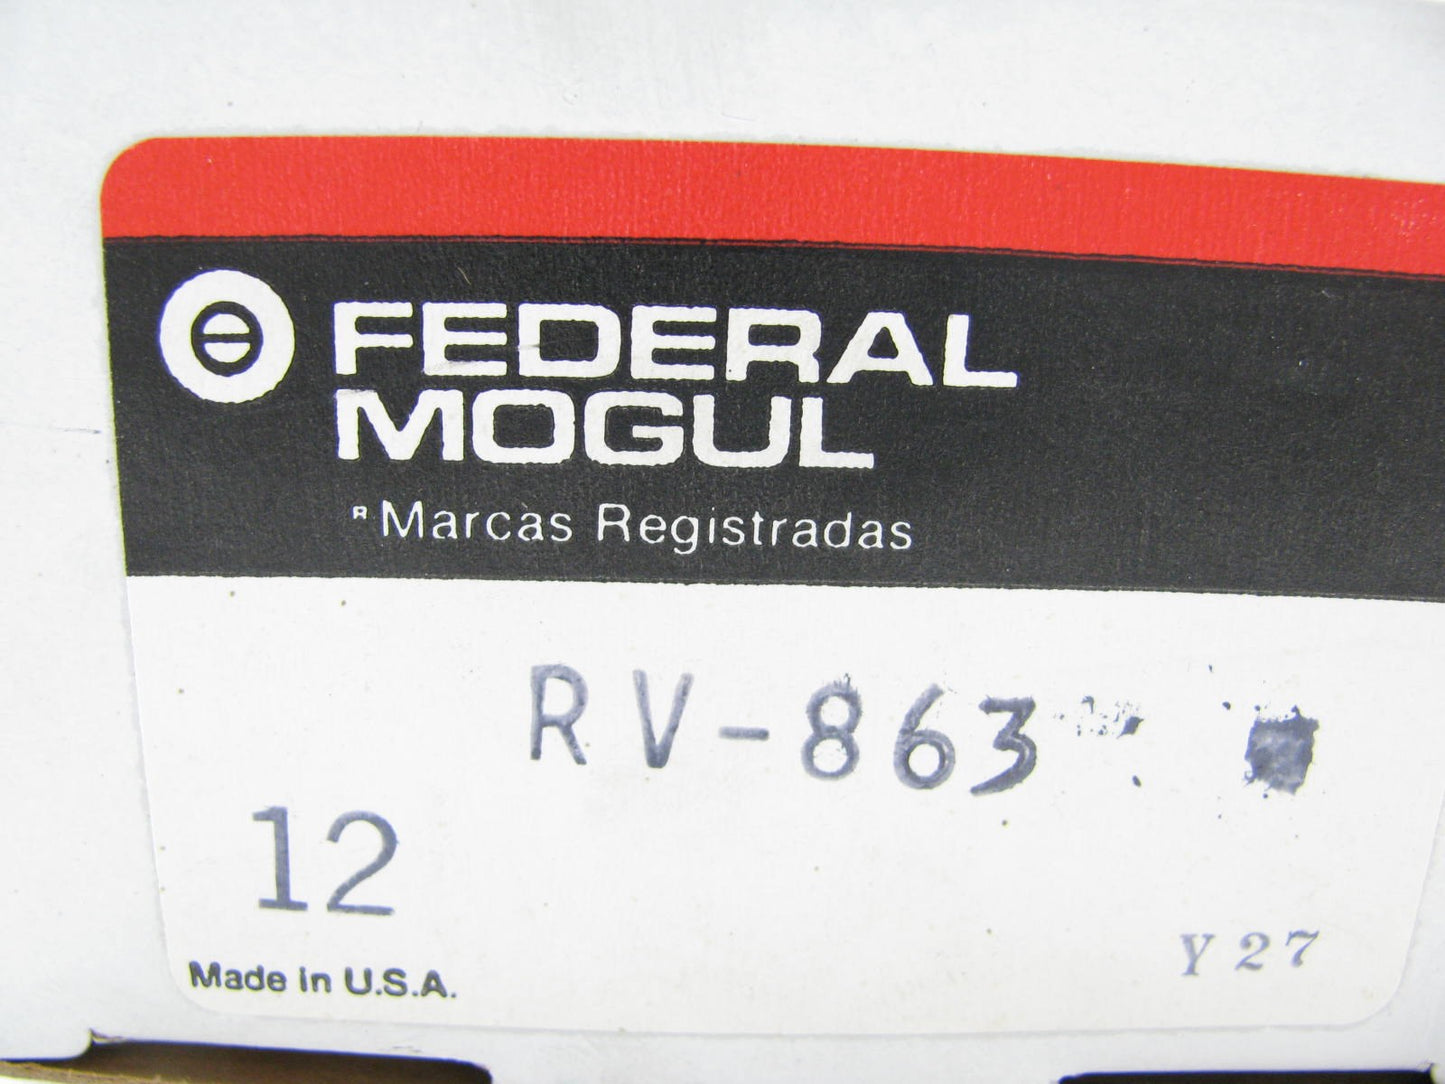 FEDERAL
MOGUL
® Marcas Registradas
RV-863
12
Y27
Made in U.S.A.